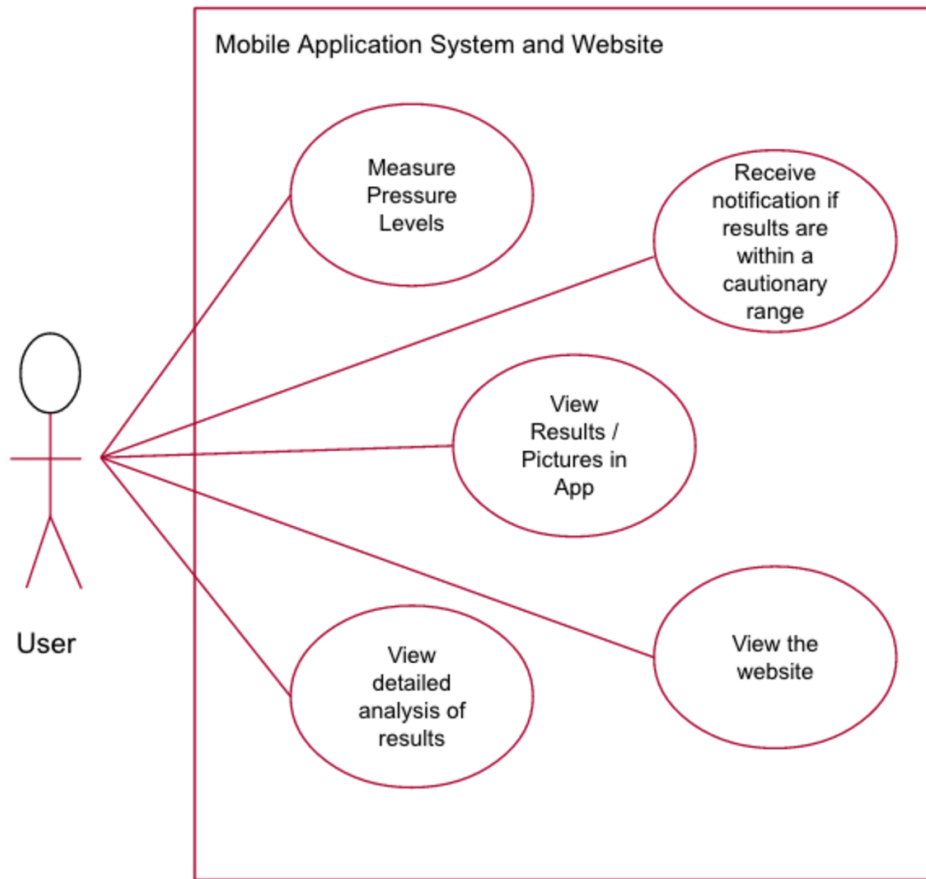 Mobile Application System and Website
Measure
Pressure
Levels
Receive
notification if
results are
within a
cautionary
range
View
Results /
Pictures in
App
User
View
detailed
analysis of
results
View the
website